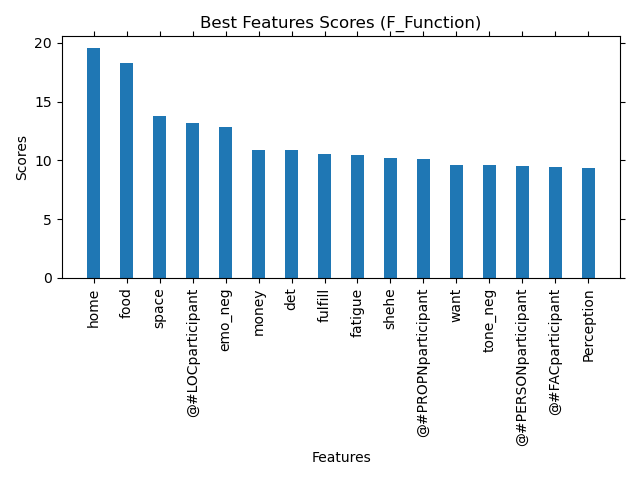 Best Features Scores (F_Function)
Scores
20
15
10
5
0
home
food
space
@#LOCparticipant
emo_neg
money
det
fulfill
fatigue
shehe
@#PROPNparticipant
want
tone_neg
@#PERSONparticipant
@#FACparticipant
Perception
Features